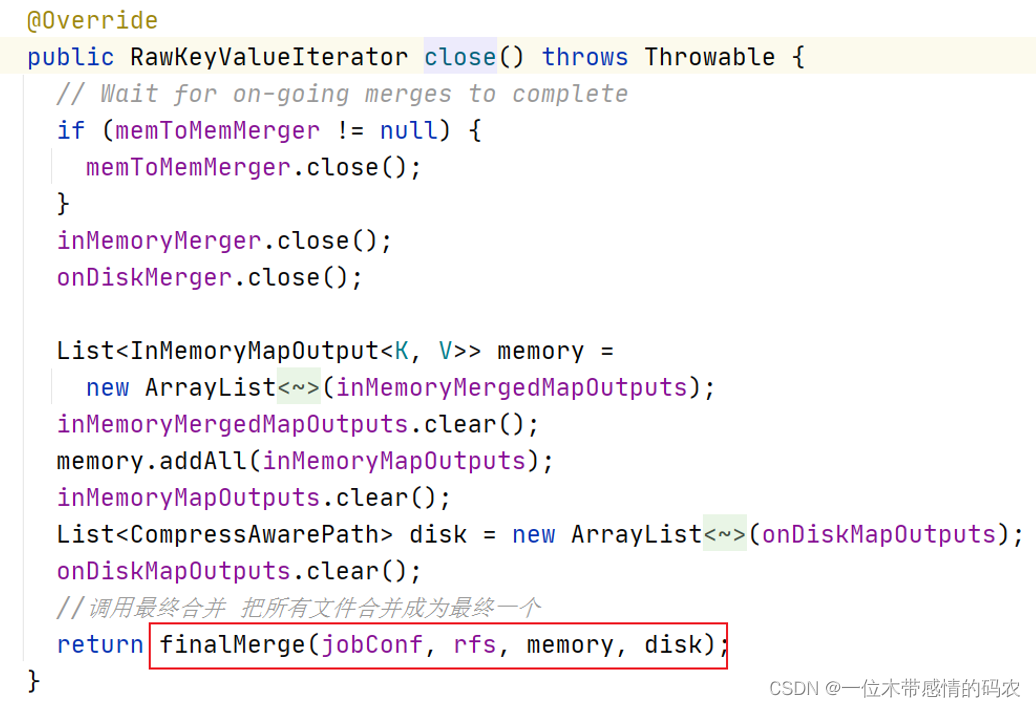 @Override
public RawKeyValueIterator close() throws Throwable {
// Wait for on-going merges to complete
if (memToMemMerger != null) {
memToMemMerger.close();
}
inMemoryMerger.close();
onDiskMerger.close();
List<InMemoryMapOutput<K, V>> memory =
new ArrayList<~>(inMemoryMergedMapOutputs);
inMemoryMergedMapOutputs.clear();
memory.addAll(inMemoryMapOutputs);
inMemoryMapOutputs.clear();
List<CompressAwarePath> disk = new ArrayList<~>(onDiskMapOutputs);
onDiskMapOutputs.clear();
//调用最终合并 把所有文件合并成为最终一个
return finalMerge(jobConf, rfs, memory, disk);
}
CSDN @一位木带感情的码农